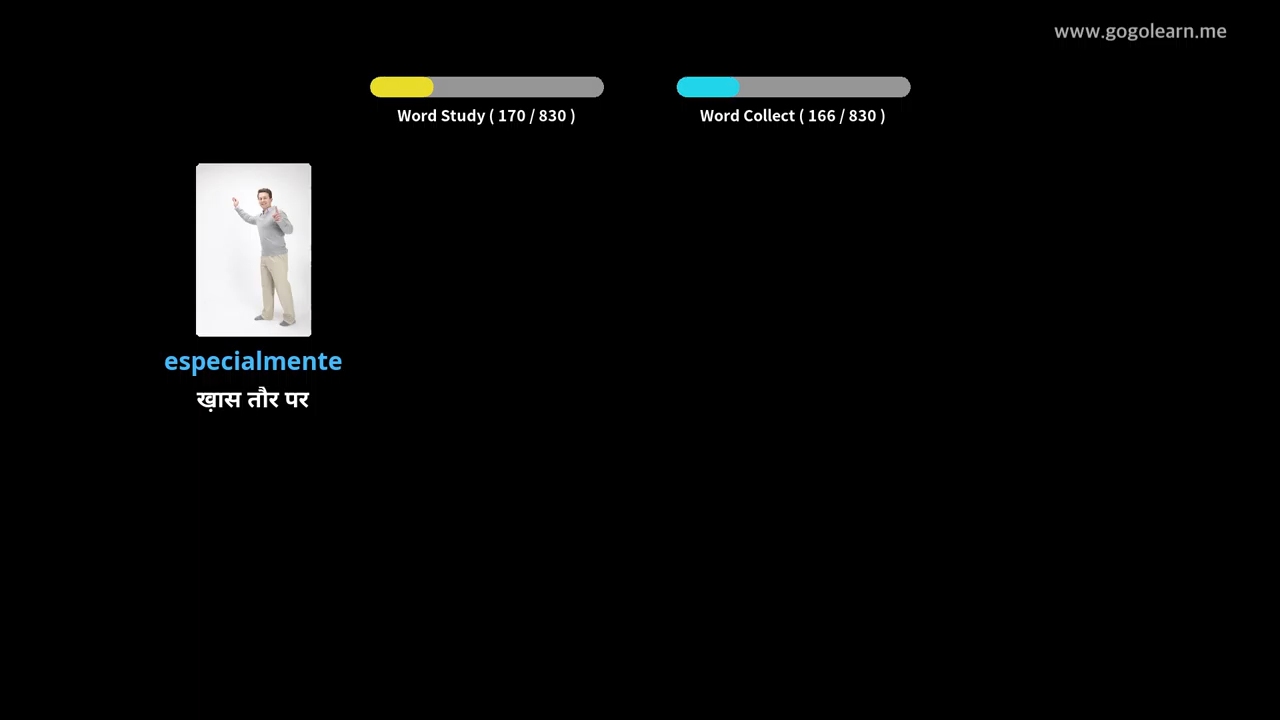 www.gogolearn.me
Word Study ( 170 / 830 )
Word Collect ( 166 / 830 )
especialmente
ख़ास तौर पर